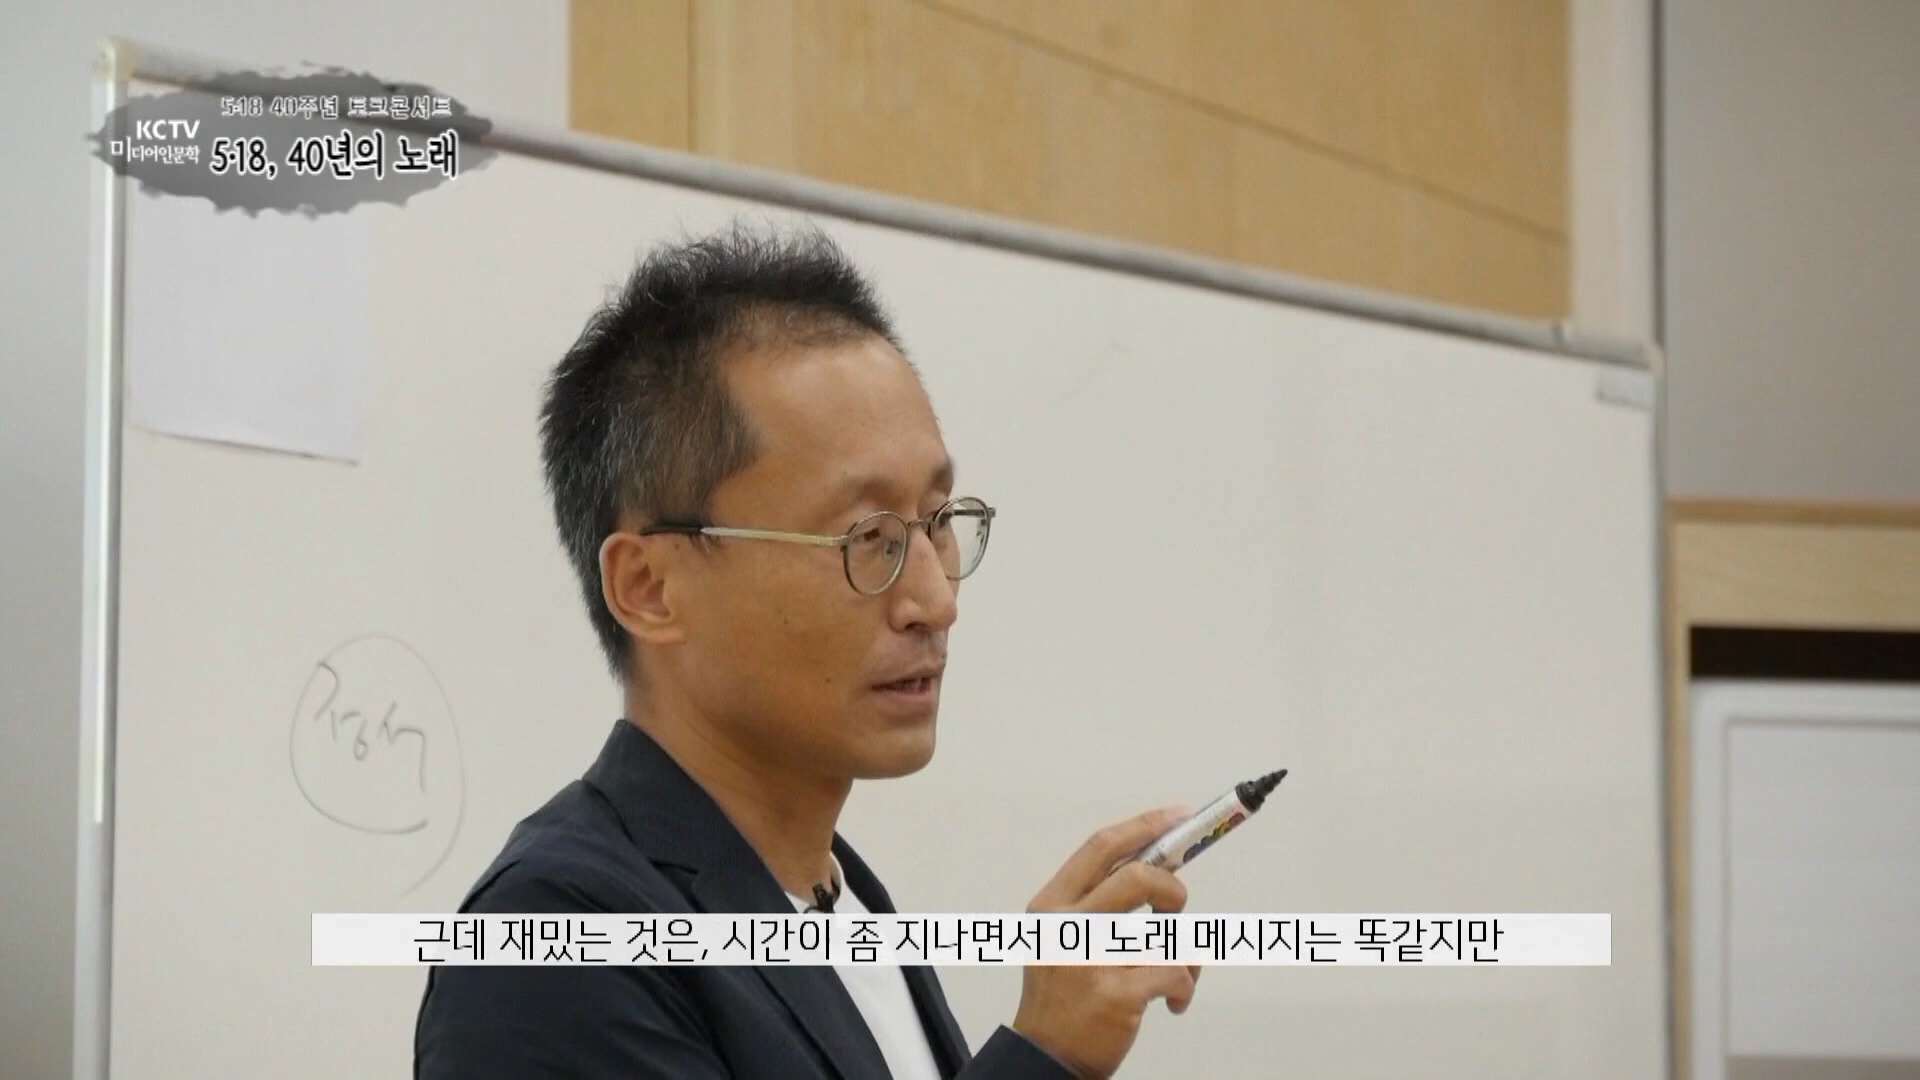 5·18 40주년 토크콘서트
KCTV
미디어인문학
5·18, 40년의 노래
정서
근데 재밌는 것은, 시간이 좀 지나면서 이 노래 메시지는 똑같지만